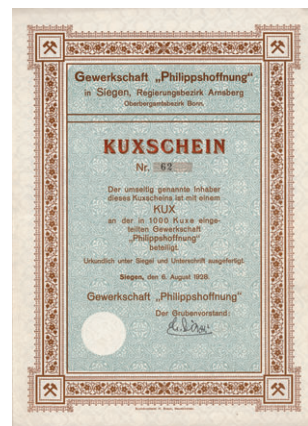 Gewerkschaft „Philippshoffnung“
in Siegen, Regierungsbezirk Arnsberg
Oberbergamtsbezirk Bonn.
KUXSCHEIN
Nr. 62
Der umseitig genannte Inhaber
dieses Kuxscheins ist mit einem
KUX
an der in 1000 Kuxe einge-
teilten Gewerkschaft
„Philippshoffnung“
beteiligt.
Urkundlich unter Siegel und Unterschrift ausgefertigt.
Siegen, den 6. August 1928.
Gewerkschaft „Philippshoffnung“
Der Grubenvorstand: